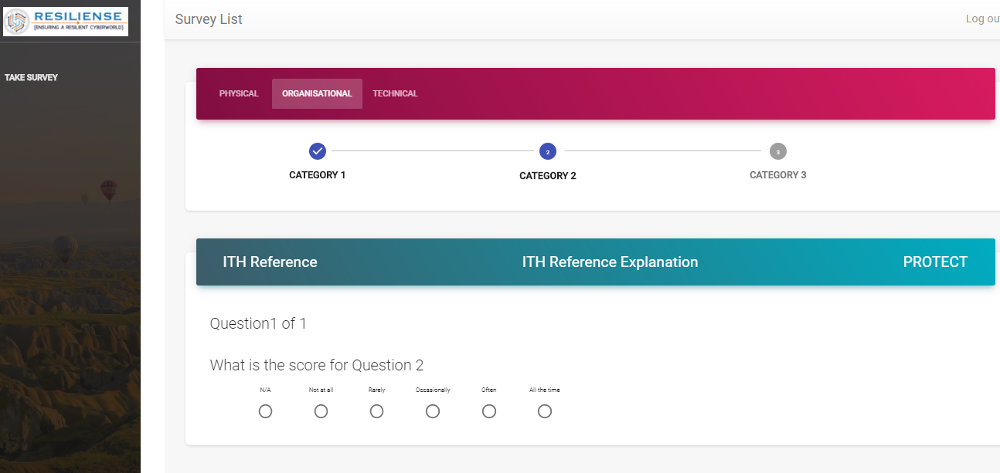 RESILIENSE
[ENSURING A RESILIENT CYBERWORLD]
Survey List
Log ou
TAKE SURVEY
PHYSICAL ORGANISATIONAL TECHNICAL
2 3
CATEGORY 1 CATEGORY 2 CATEGORY 3
ITH Reference ITH Reference Explanation PROTECT
Question1 of 1
What is the score for Question 2
N/A Not at all Rarely Occasionally Often All the time